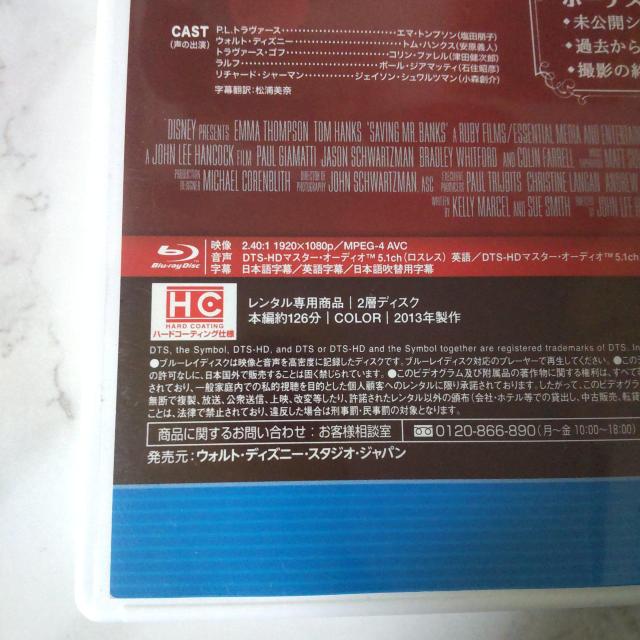 CAST
(声の出演)
P.L.トラヴァース エマ・トンプソン(塩田朋子)
ウォルト・ディズニー トム・ハンクス(安原義人)
トラヴァース・ゴフ コリン・ファレル(津田健次郎)
ラルフ ポール・ジアマッティ(石住昭彦)
リチャード・シャーマン ジェイソン・シュワルツマン(小森創介)
字幕翻訳：松浦美奈
ボーナス
◆未公開シ
◆過去から
◆撮影の終
DISNEY PRESENTS EMMA THOMPSON TOM HANKS "SAVING MR. BANKS" A RUBY FILMS/ESSENTIAL MEDIA AND ENTERT
A JOHN LEE HANCOCK FILM PAUL GIAMATTI JASON SCHWARTZMAN BRADLEY WHITFORD AND COLIN FARRELL
PRODUCTION DESIGNER MICHAEL CORENBLITH DIRECTOR OF PHOTOGRAPHY JOHN SCHWARTZMAN ASC EXECUTIVE PRODUCERS PAUL TRIJBITS CHRISTINE LANGAN ANDREW
WRITTEN BY KELLY MARCEL AND SUE SMITH DIRECTED BY JOHN LEE
Blu-ray Disc
映像 2.40:1 1920×1080p／MPEG-4 AVC
音声 DTS-HDマスター・オーディオ™ 5.1ch(ロスレス) 英語／DTS-HDマスター・オーディオ™ 5.1ch
字幕 日本語字幕／英語字幕／日本語吹替用字幕
HC
HARD COATING
ハードコーティング仕様
レンタル専用商品｜2層ディスク
本編約126分｜COLOR｜2013年製作
DTS, the Symbol, DTS-HD, and DTS or DTS-HD and the Symbol together are registered trademarks of DTS, In
●ブルーレイディスクは映像と音声を高密度に記録したディスクです。ブルーレイディスク対応のプレーヤーで再生してください。
の許可なしに、日本国外で販売することは固く禁じられています。●このビデオグラム及び付属品の著作物に関する権利は、すべて
されており、一般家庭内での私的視聴を目的とした個人顧客へのレンタルに限り承諾されております。したがって、このビデオグラム
無断で複製、放送、公衆送信、上映、改変等したり、許諾されたレンタル以外の頒布(会社・ホテル等での貸出し、中古販売、転貸
ことは、法律で禁止されており、違反した場合は刑事罰・民事罰の対象となります。
商品に関するお問い合わせ：お客様相談室 0120-866-890(月〜金 10:00〜18:00)
発売元：ウォルト・ディズニー・スタジオ・ジャパン